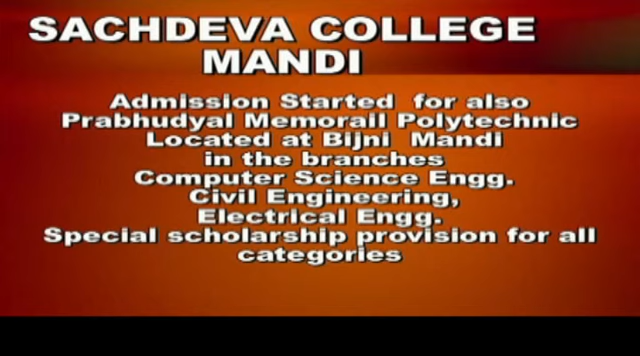 SACHDEVA COLLEGE
MANDI
Admission Started for also
Prabhudyal Memorail Polytechnic
Located at Bijni Mandi
in the branches
Computer Science Engg.
Civil Engineering,
Electrical Engg.
Special scholarship provision for all
categories